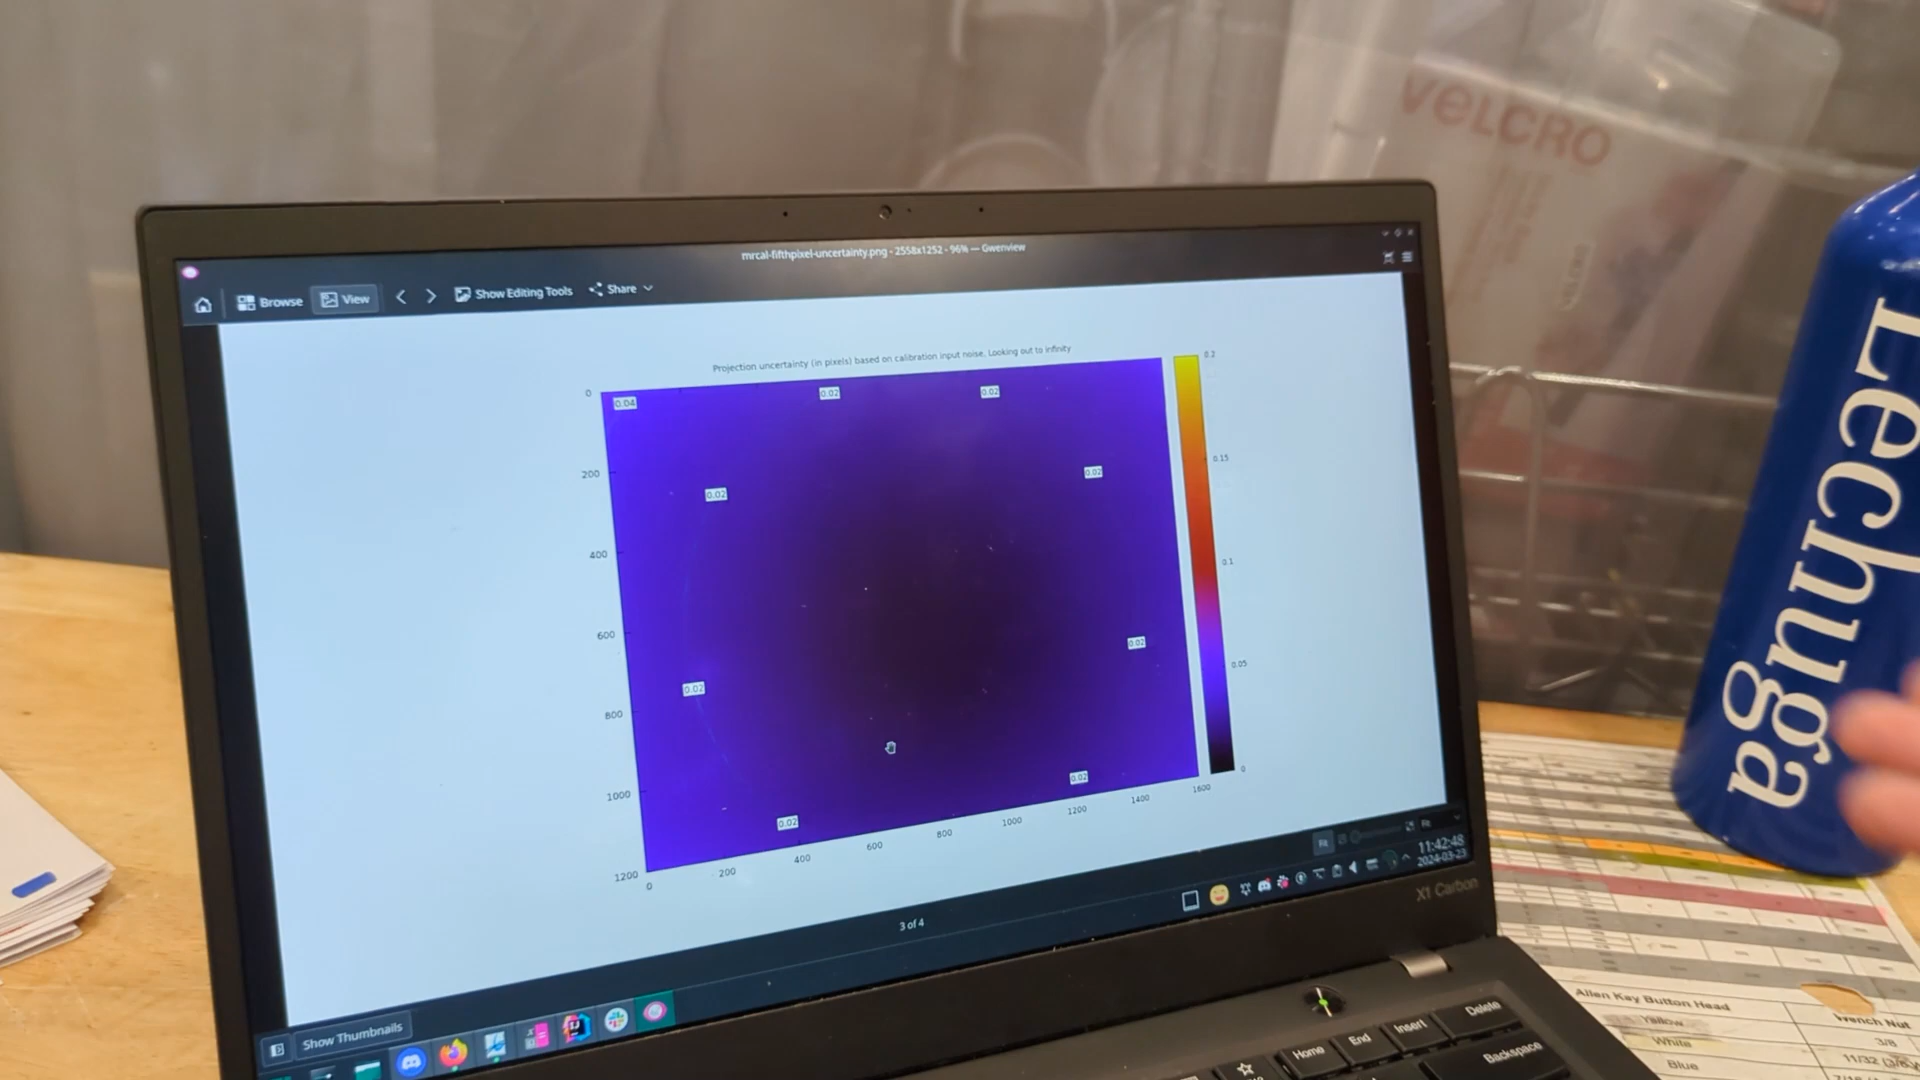 VELCRO
mrcal-fifthpixel-uncertainty.png - 2558x1252 - 96% — Gwenview
Browse
View
Show Editing Tools
Share
Projection uncertainty (in pixels) based on calibration input noise. Looking out to infinity
0
200
400
600
800
1000
1200
0.04
0.02
0.02
0.02
0.02
0.02
0.02
0.02
0.02
0.2
0.15
0.1
0.05
0
0
200
400
600
800
1000
1200
1400
1600
Lechuga
Fit
11:42:48
2024-03-23
3 of 4
Show Thumbnails
X1 Carbon
Home
End
Insert
Delete
Backspace
Allen Key Button Head
Wrench Nut
Yellow
White
3/8
Blue